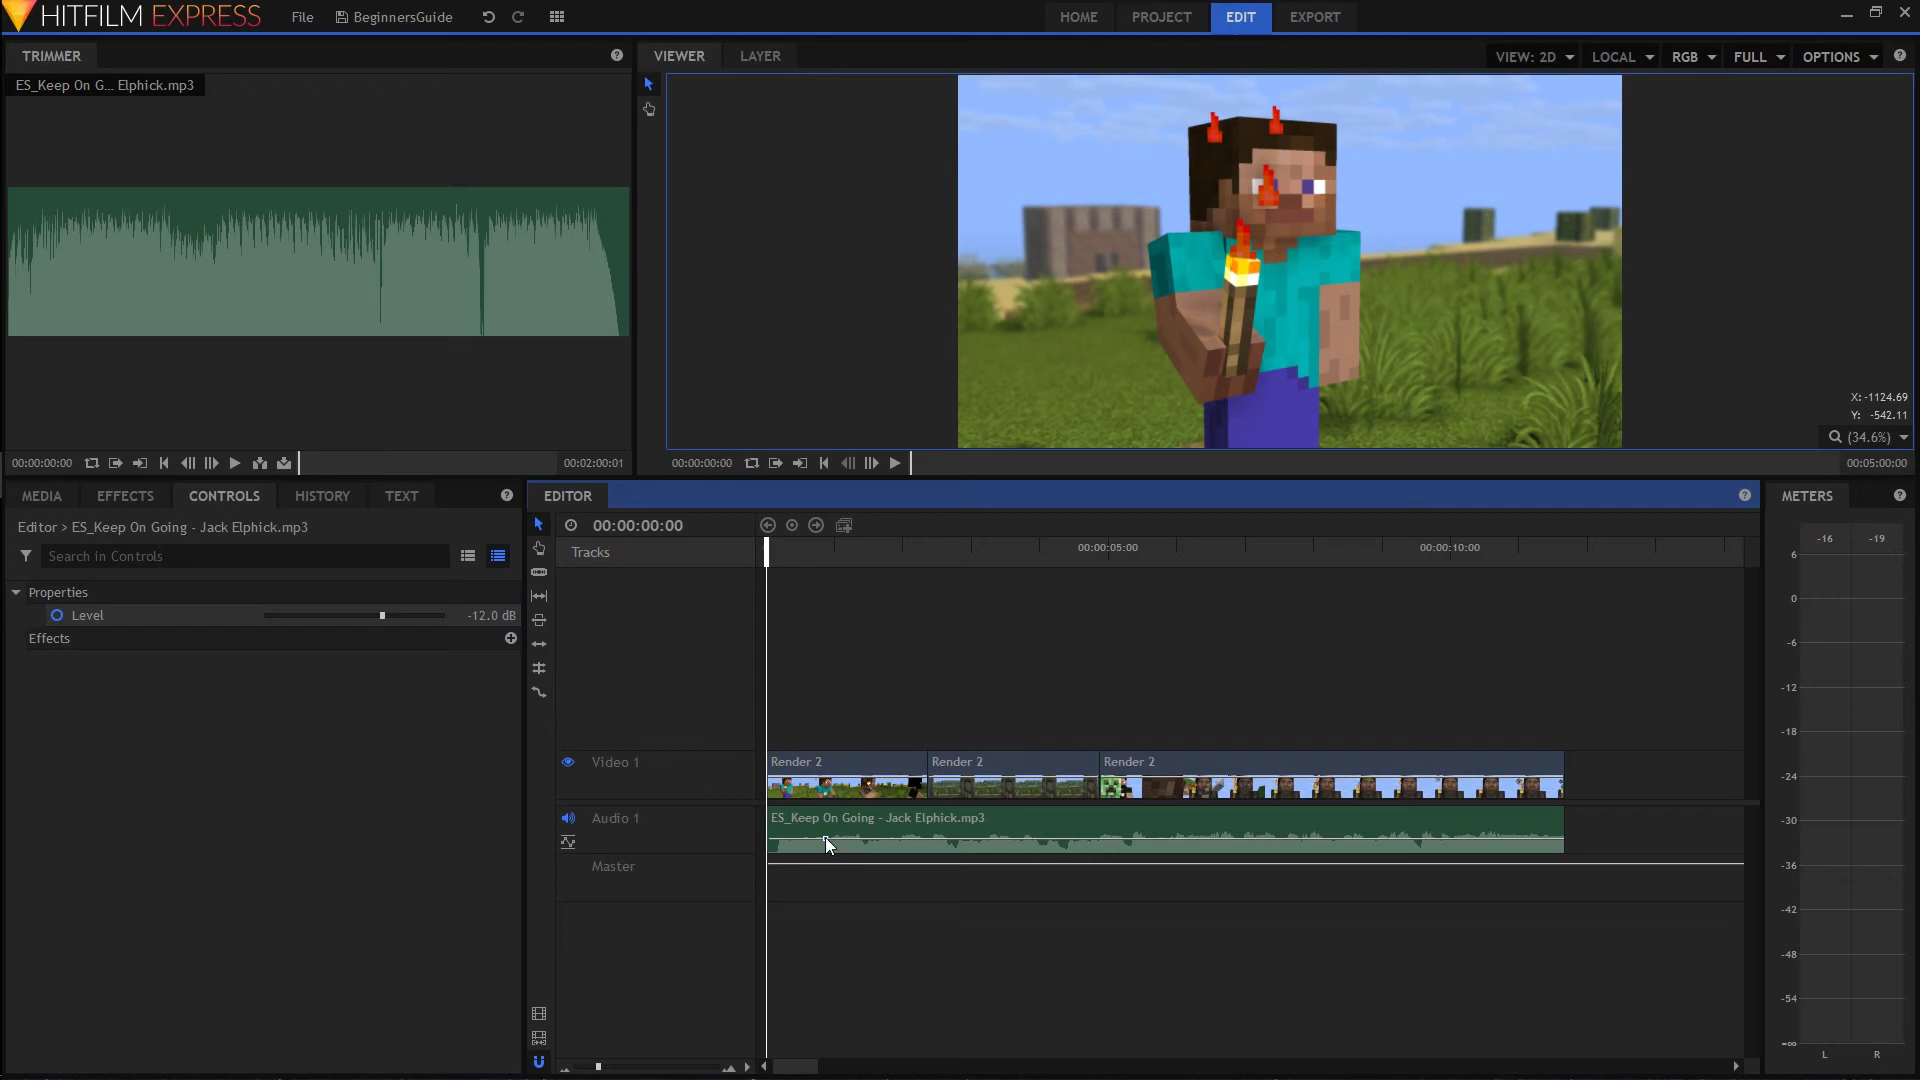 HITFILM EXPRESS
File
BeginnersGuide
HOME
PROJECT
EDIT
EXPORT
TRIMMER
ES_Keep On G... Elphick.mp3
VIEWER
LAYER
VIEW: 2D
LOCAL
RGB
FULL
OPTIONS
X: -1124.69
Y: -542.11
(34.6%)
00:00:00:00
00:02:00:01
00:00:00:00
00:05:00:00
MEDIA
EFFECTS
CONTROLS
HISTORY
TEXT
Editor > ES_Keep On Going - Jack Elphick.mp3
Search in Controls
Properties
Level
-12.0 dB
Effects
EDITOR
00:00:00:00
Tracks
00:00:05:00
00:00:10:00
Video 1
Render 2
Render 2
Render 2
Audio 1
ES_Keep On Going - Jack Elphick.mp3
Master
METERS
-16
-19
6
0
-6
-12
-18
-24
-30
-36
-42
-48
-54
-∞
L
R